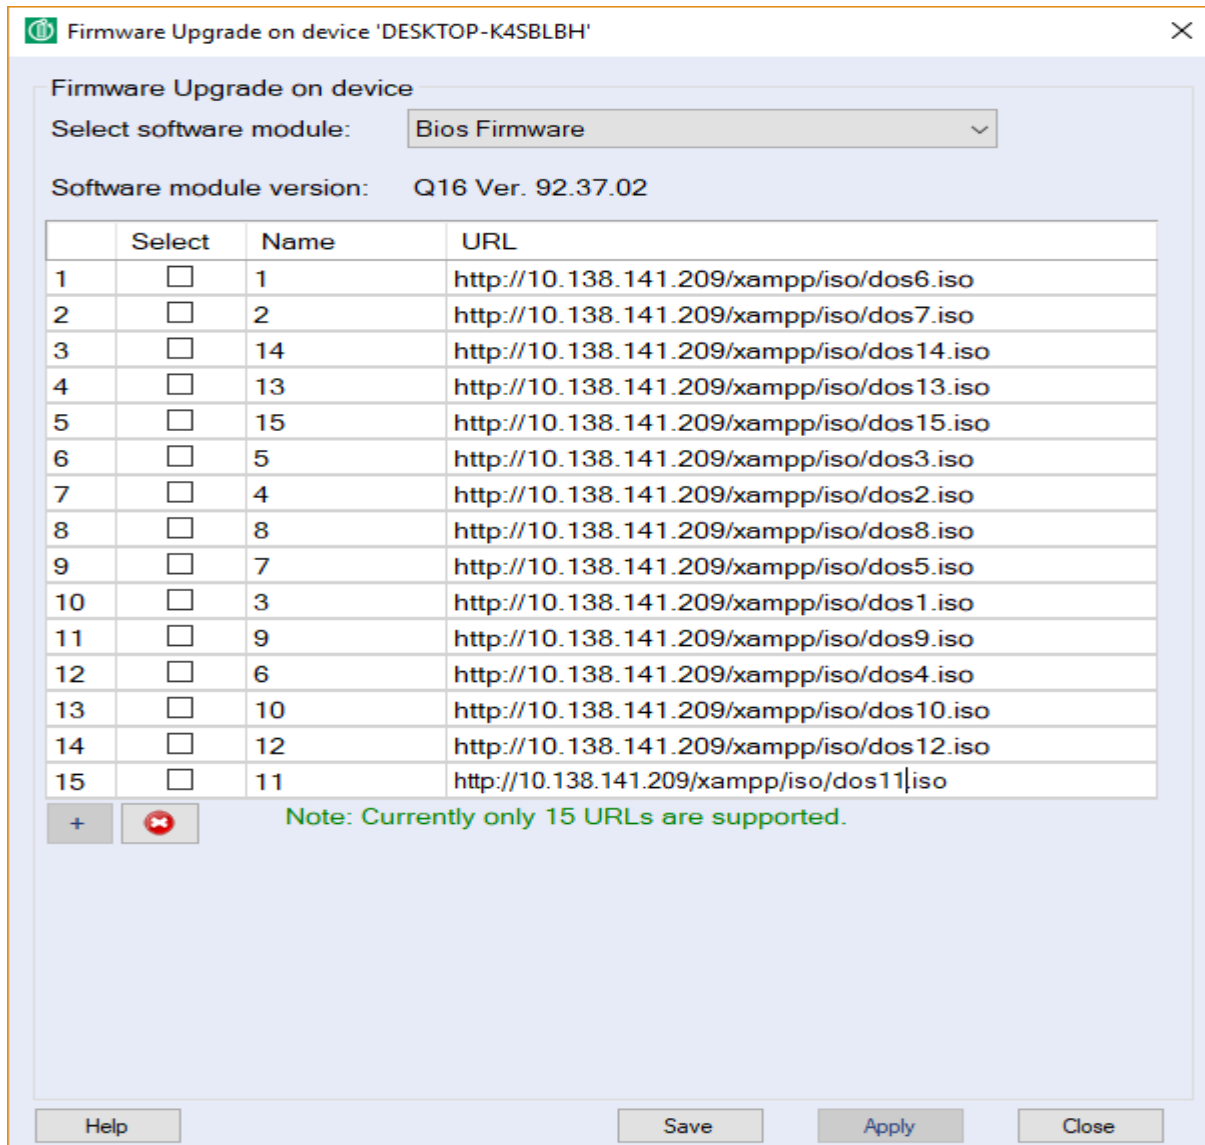 Firmware Upgrade on device 'DESKTOP-K4SBLBH'
Firmware Upgrade on device
Select software module: Bios Firmware
Software module version: Q16 Ver. 92.37.02
Select Name URL
1 1 http://10.138.141.209/xampp/iso/dos6.iso
2 2 http://10.138.141.209/xampp/iso/dos7.iso
3 14 http://10.138.141.209/xampp/iso/dos14.iso
4 13 http://10.138.141.209/xampp/iso/dos13.iso
5 15 http://10.138.141.209/xampp/iso/dos15.iso
6 5 http://10.138.141.209/xampp/iso/dos3.iso
7 4 http://10.138.141.209/xampp/iso/dos2.iso
8 8 http://10.138.141.209/xampp/iso/dos8.iso
9 7 http://10.138.141.209/xampp/iso/dos5.iso
10 3 http://10.138.141.209/xampp/iso/dos1.iso
11 9 http://10.138.141.209/xampp/iso/dos9.iso
12 6 http://10.138.141.209/xampp/iso/dos4.iso
13 10 http://10.138.141.209/xampp/iso/dos10.iso
14 12 http://10.138.141.209/xampp/iso/dos12.iso
15 11 http://10.138.141.209/xampp/iso/dos11.iso
+ Note: Currently only 15 URLs are supported.
Help Save Apply Close